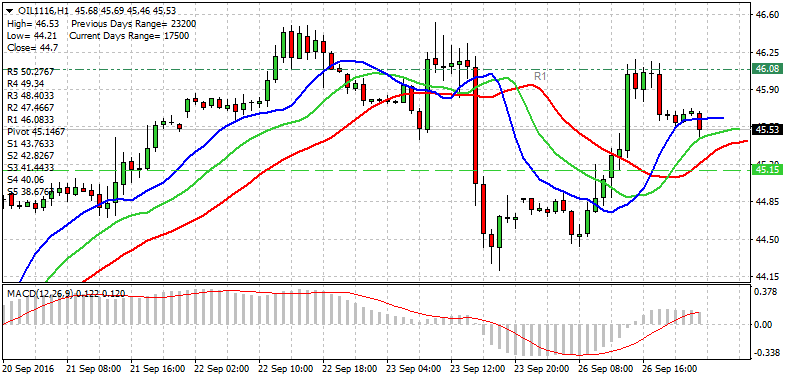 OIL1116,H1 45.68 45.69 45.46 45.53
High= 46.53 Previous Days Range= 23200
Low= 44.21 Current Days Range= 17500
Close= 44.7
R5 50.2767
R4 49.34
R3 48.4033
R2 47.4667
R1 46.0833
Pivot 45.1467
S1 43.7633
S2 42.8267
S3 41.4433
S4 40.06
S5 38.6767
R1
46.60
46.25
46.08
45.90
45.53
45.20
45.15
44.85
44.50
44.15
MACD(12,26,9) 0.122 0.120
0.378
0.00
-0.338
20 Sep 2016
21 Sep 08:00
21 Sep 16:00
22 Sep 02:00
22 Sep 10:00
22 Sep 18:00
23 Sep 04:00
23 Sep 12:00
23 Sep 20:00
26 Sep 08:00
26 Sep 16:00